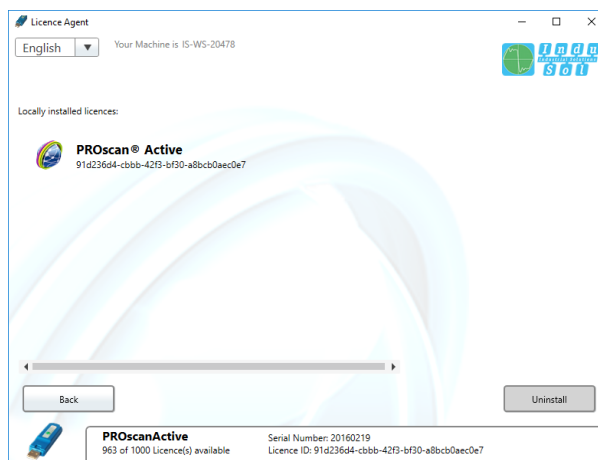 Licence Agent
English
Your Machine is IS-WS-20478
Indu
industrial solutions
Sol
Locally installed licences:
PROscan® Active
91d236d4-cbbb-42f3-bf30-a8bcb0aec0e7
Back
Uninstall
PROscanActive
Serial Number: 20160219
963 of 1000 Licence(s) available
Licence ID: 91d236d4-cbbb-42f3-bf30-a8bcb0aec0e7